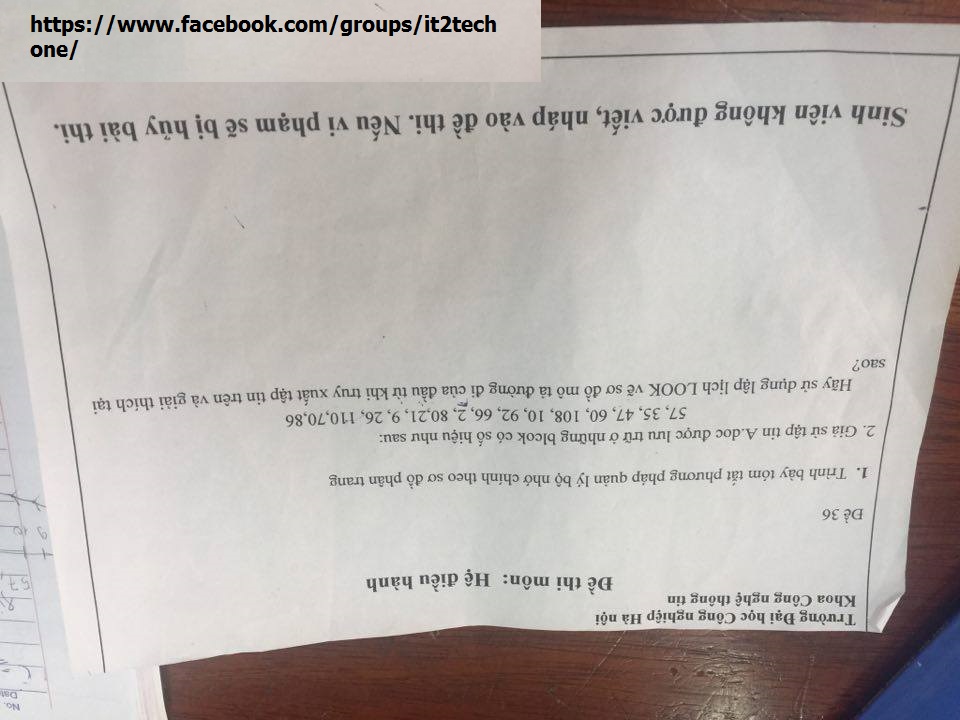 https://www.facebook.com/groups/it2tech
one/
Trường Đại học Công nghiệp Hà nội
Khoa Công nghệ thông tin
Đề thi môn: Hệ điều hành
Đề 36
1. Trình bày tóm tắt phương pháp quản lý bộ nhớ chính theo sơ đồ phân trang
2. Giả sử tập tin A.doc được lưu trữ ở những blcok có số hiệu như sau:
57, 35, 47, 60, 108, 10, 92, 66, 2, 80,21, 9, 26, 110,70,86
Hãy sử dụng lập lịch LOOK vẽ sơ đồ mô tả đường đi của đầu từ khi truy xuất tập tin trên và giải thích tại
sao?
Sinh viên không được viết, nháp vào đề thi. Nếu vi phạm sẽ bị hủy bài thi.
No.
Dat
57